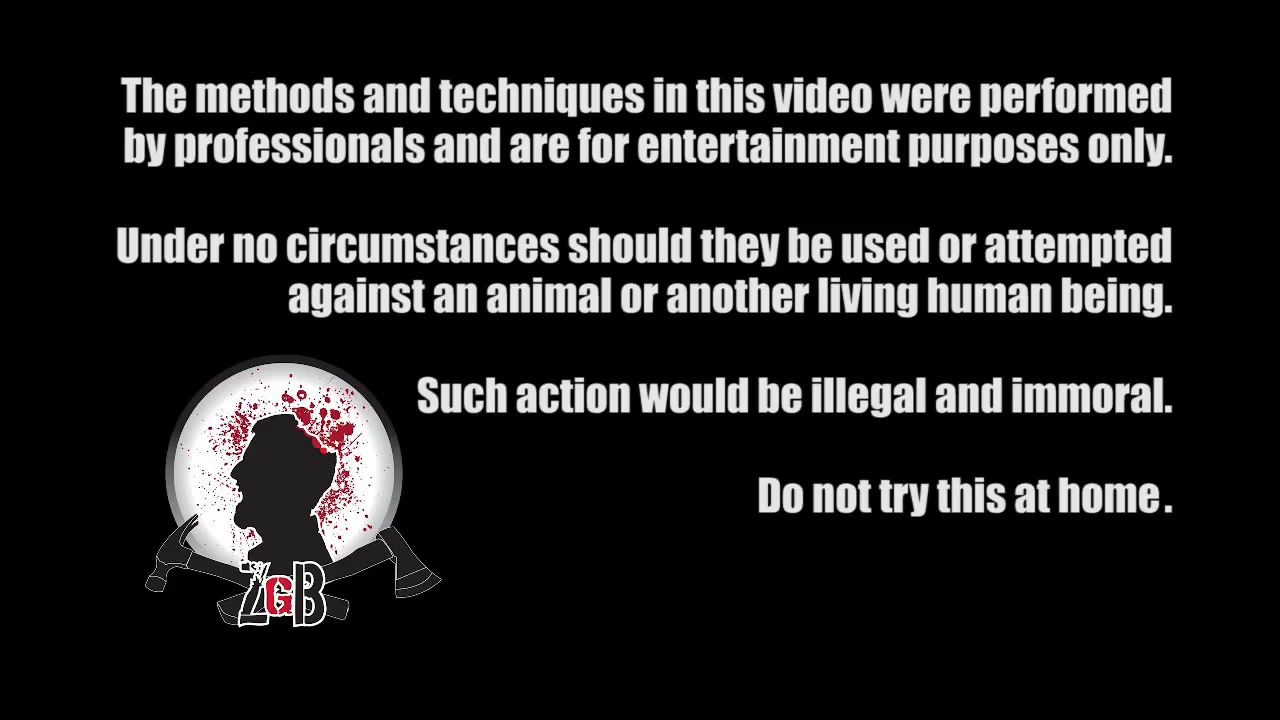 The methods and techniques in this video were performed
by professionals and are for entertainment purposes only.
Under no circumstances should they be used or attempted
against an animal or another living human being.
Such action would be illegal and immoral.
Do not try this at home.
ZGB